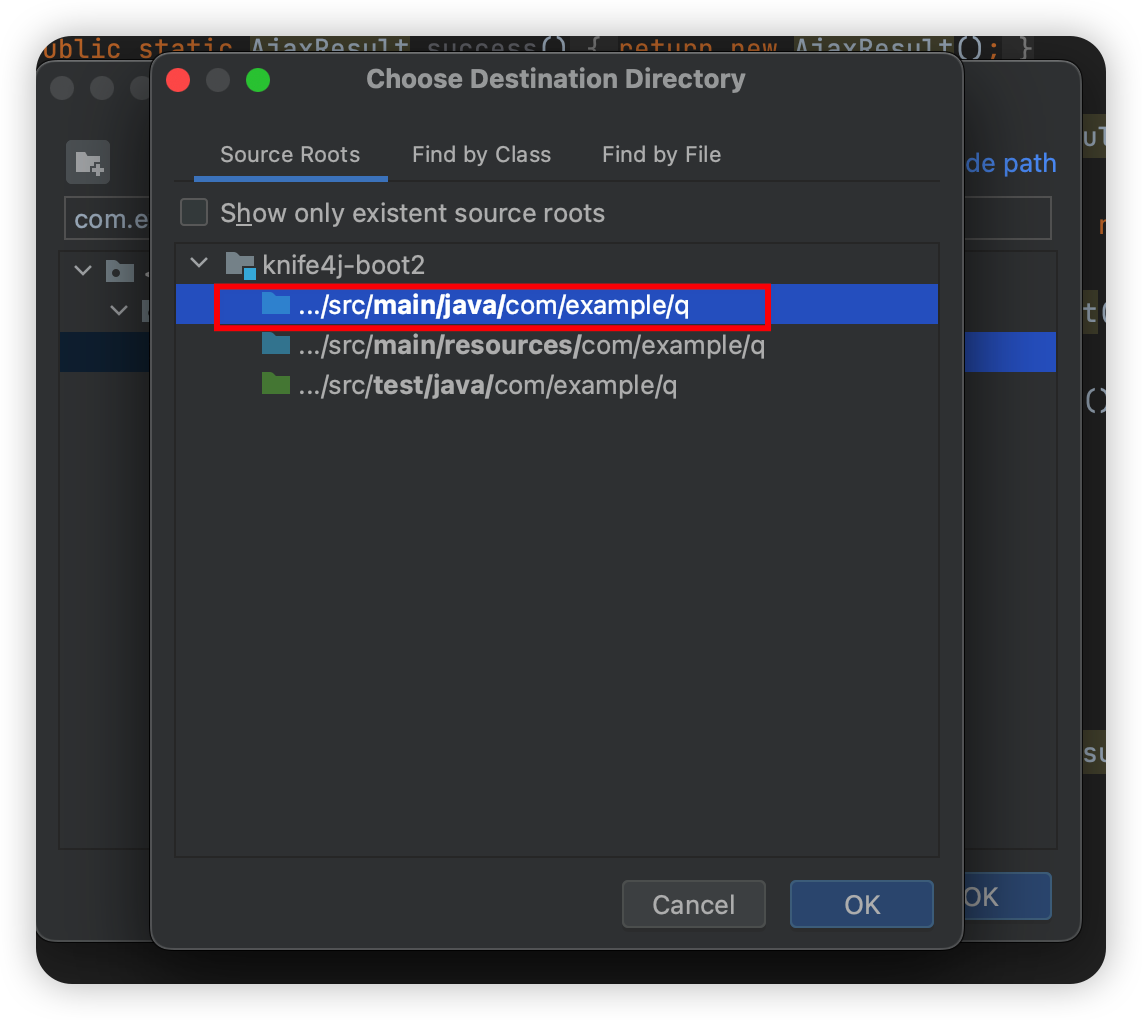 public static AjaxResult success() { return new AjaxResult(); }
Choose Destination Directory
Source Roots
Find by Class
Find by File
de path
Show only existent source roots
com.e
knife4j-boot2
.../src/main/java/com/example/q
.../src/main/resources/com/example/q
.../src/test/java/com/example/q
()
su
Cancel
OK
OK